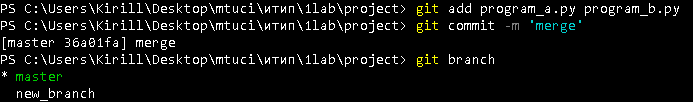 PS C:\Users\Kirill\Desktop\mtuci\итип\1lab\project> git add program_a.py program_b.py
PS C:\Users\Kirill\Desktop\mtuci\итип\1lab\project> git commit -m 'merge'
[master 36a01fa] merge
PS C:\Users\Kirill\Desktop\mtuci\итип\1lab\project> git branch
* master
  new_branch